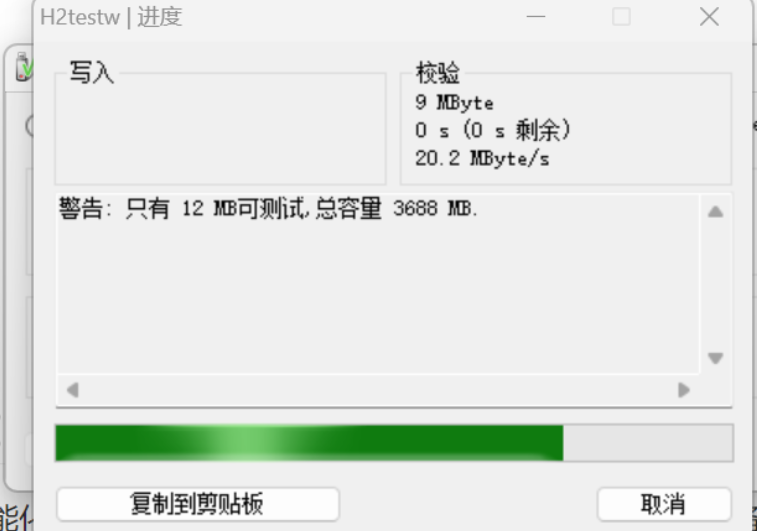 H2testw | 进度
写入
校验
9 MByte
0 s (0 s 剩余)
20.2 MByte/s
警告: 只有 12 MB可测试,总容量 3688 MB.
复制到剪贴板
取消